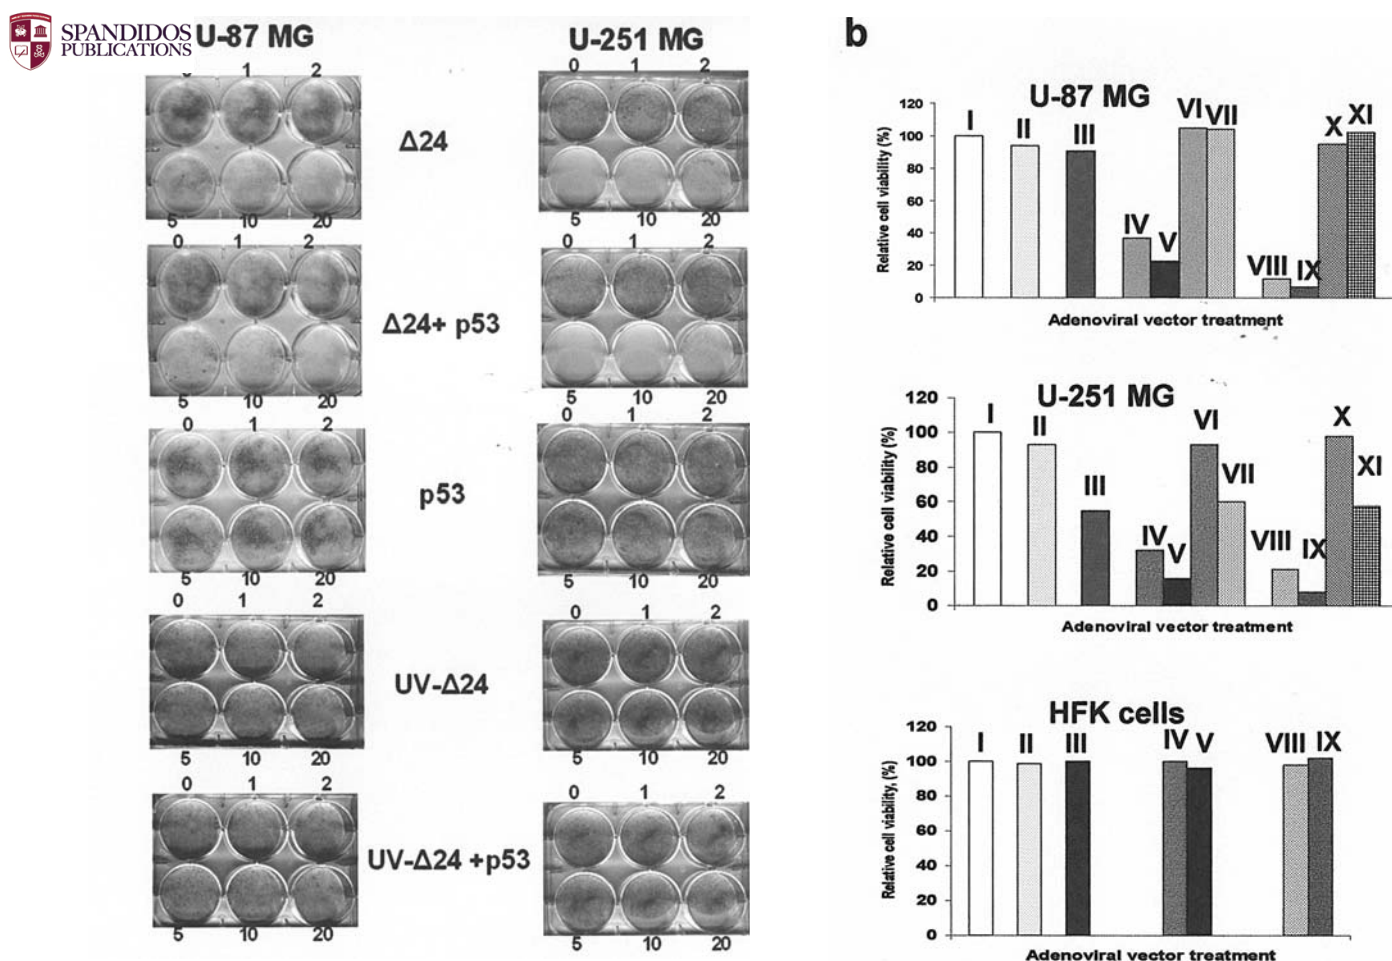 SPANDIDOS
PUBLICATIONS
U-87 MG
U-251 MG
1 2
5 10 20
0 1 2
5 10 20
Δ24
0 1 2
5 10 20
0 1 2
5 10 20
Δ24+ p53
0 1 2
5 10 20
0 1 2
5 10 20
p53
0 1 2
5 10 20
0 1 2
5 10 20
UV-Δ24
0 1 2
5 10 20
0 1 2
5 10 20
UV-Δ24 +p53
b
U-87 MG
Relative cell viability (%)
120
100
80
60
40
20
0
I II III IV V VI VII VIII IX X XI
Adenoviral vector treatment
U-251 MG
Relative cell viability (%)
120
100
80
60
40
20
0
I II III IV V VI VII VIII IX X XI
Adenoviral vector treatment
HFK cells
Relative cell viability, (%)
120
100
80
60
40
20
0
I II III IV V VIII IX
Adenoviral vector treatment